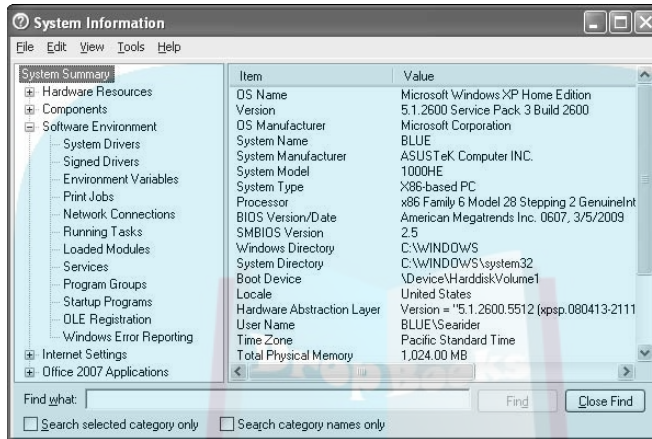 System Information
File Edit View Tools Help
System Summary
Hardware Resources
Components
Software Environment
System Drivers
Signed Drivers
Environment Variables
Print Jobs
Network Connections
Running Tasks
Loaded Modules
Services
Program Groups
Startup Programs
OLE Registration
Windows Error Reporting
Internet Settings
Office 2007 Applications
Item Value
OS Name Microsoft Windows XP Home Edition
Version 5.1.2600 Service Pack 3 Build 2600
OS Manufacturer Microsoft Corporation
System Name BLUE
System Manufacturer ASUSTeK Computer INC.
System Model 1000HE
System Type X86-based PC
Processor x86 Family 6 Model 28 Stepping 2 GenuineInt
BIOS Version/Date American Megatrends Inc. 0607, 3/5/2009
SMBIOS Version 2.5
Windows Directory C:\WINDOWS
System Directory C:\WINDOWS\system32
Boot Device \Device\HarddiskVolume1
Locale United States
Hardware Abstraction Layer Version = "5.1.2600.5512 (xpsp.080413-2111
User Name BLUE\Searider
Time Zone Pacific Standard Time
Total Physical Memory 1,024.00 MB
Find what: Find Close Find
Search selected category only Search category names only
Drop Books